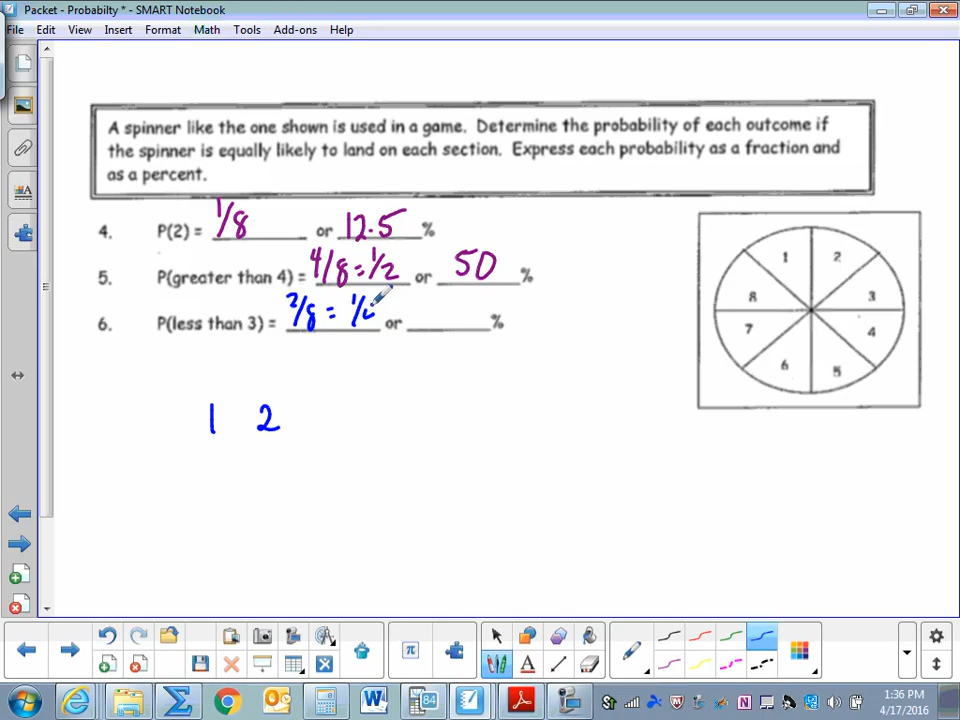 Packet - Probabilty * - SMART Notebook
File Edit View Insert Format Math Tools Add-ons Help
A spinner like the one shown is used in a game. Determine the probability of each outcome if
the spinner is equally likely to land on each section. Express each probability as a fraction and
as a percent.
4. P(2) = 1/8 or 12.5 %
5. P(greater than 4) = 4/8 = 1/2 or 50 %
6. P(less than 3) = 2/8 = or %
1 2
8 3
7 4
6 5
1 2
π A
Σ O W 84 N
1:36 PM
4/17/2016